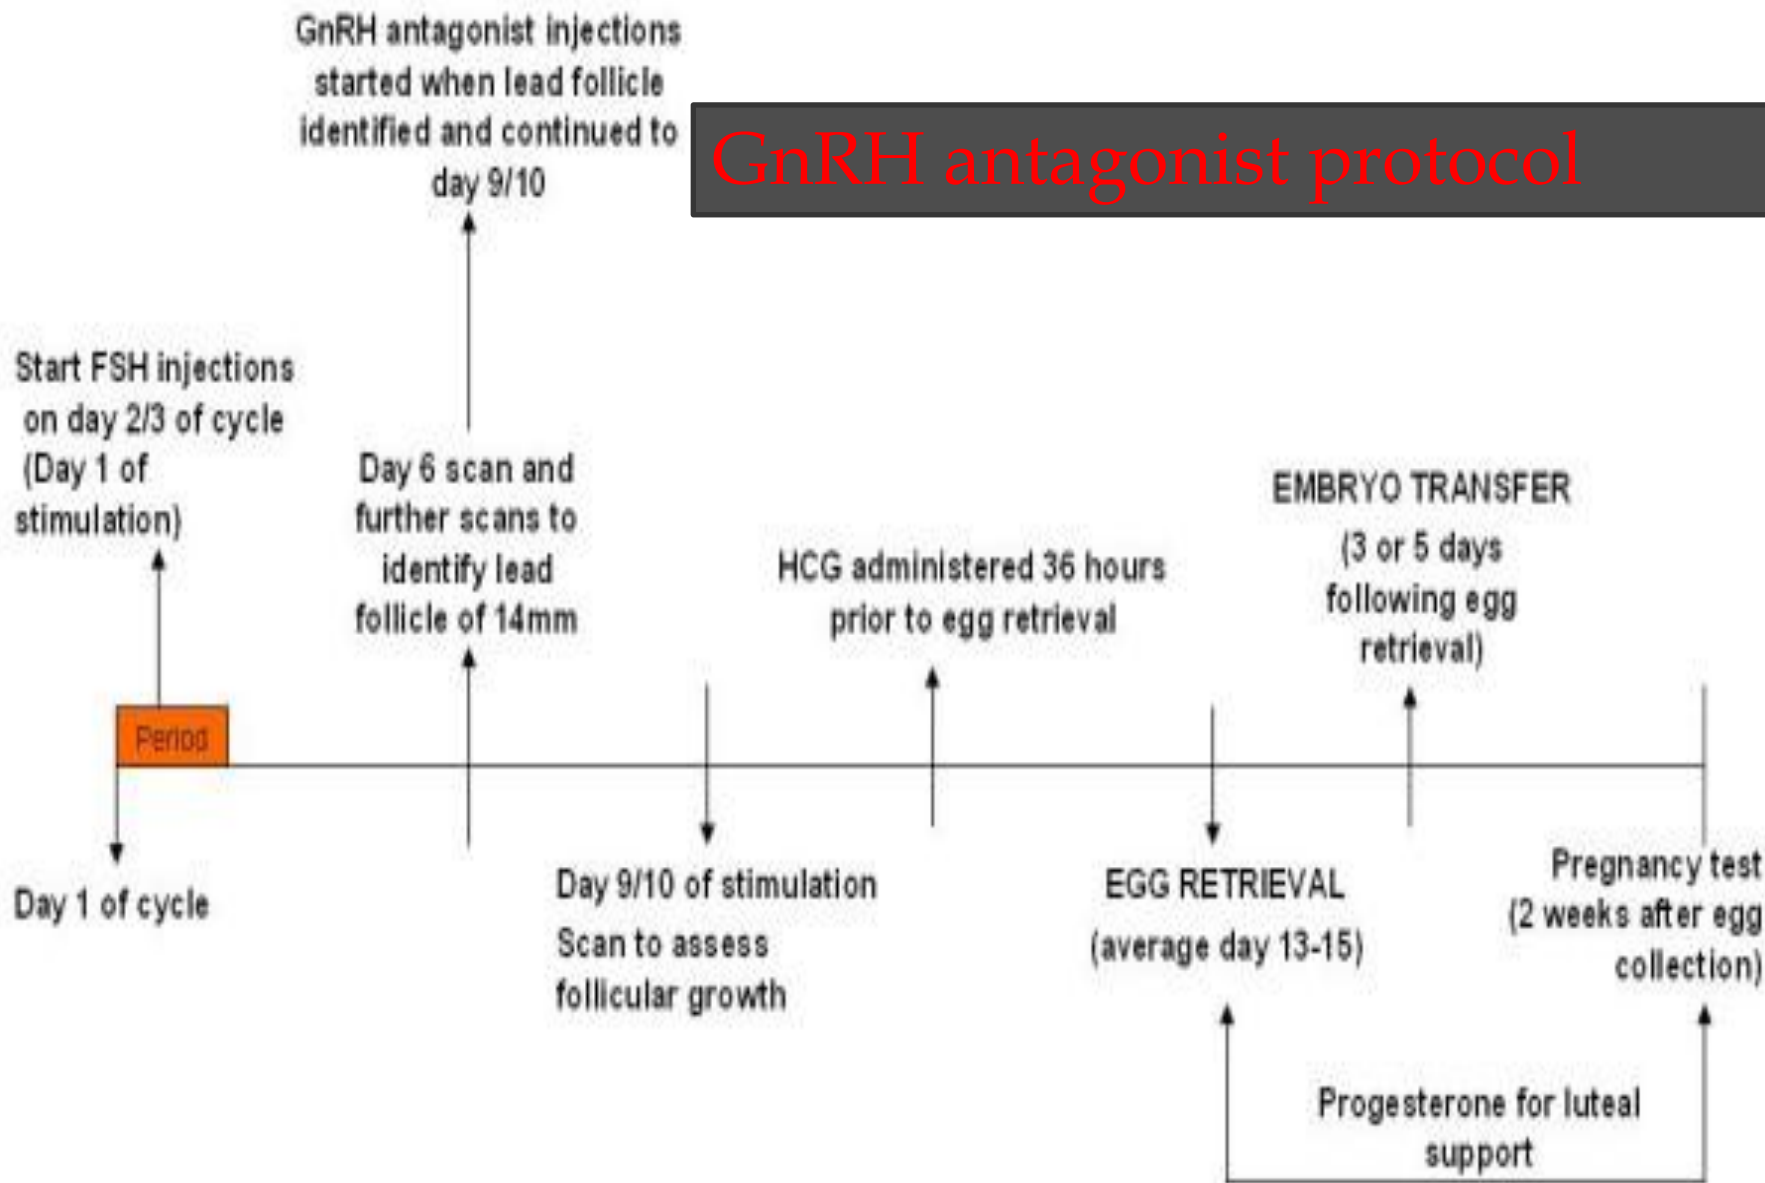 GnRH antagonist injections
started when lead follicle
identified and continued to
day 9/10
GnRH antagonist protocol
Start FSH injections
on day 2/3 of cycle
(Day 1 of
stimulation)
Day 6 scan and
further scans to
identify lead
follicle of 14mm
HCG administered 36 hours
prior to egg retrieval
EMBRYO TRANSFER
(3 or 5 days
following egg
retrieval)
Period
Day 1 of cycle
Day 9/10 of stimulation
Scan to assess
follicular growth
EGG RETRIEVAL
(average day 13-15)
Pregnancy test
(2 weeks after egg
collection)
Progesterone for luteal
support